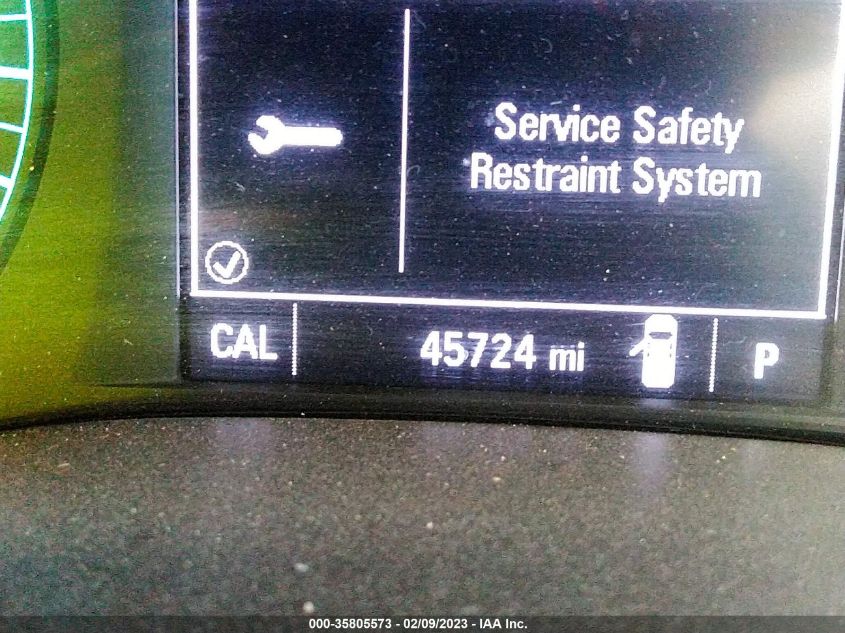 Service Safety
Restraint System
CAL 45724 mi P
000-35805573 - 02/09/2023 - IAA Inc.